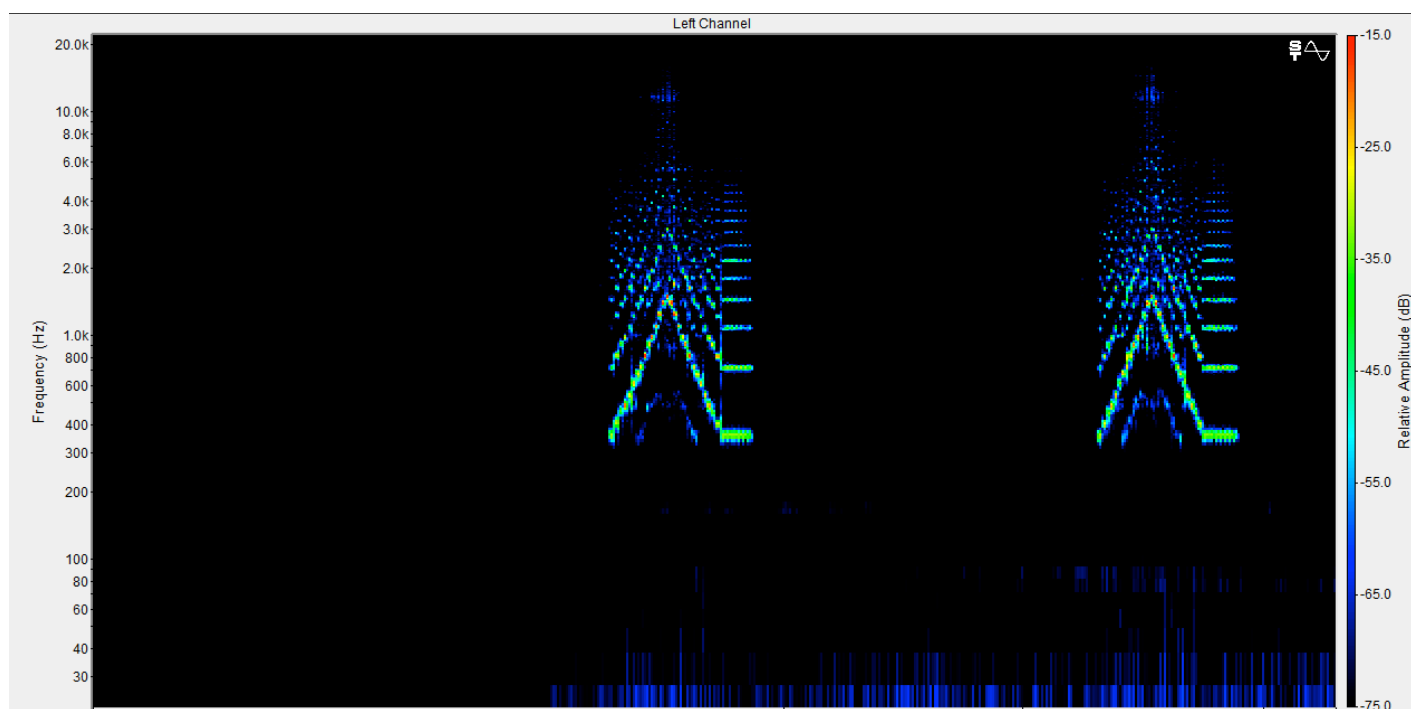 Left Channel
S
T
20.0k
10.0k
8.0k
6.0k
4.0k
3.0k
2.0k
1.0k
800
600
400
300
200
100
80
60
40
30
Frequency (Hz)
-15.0
-25.0
-35.0
-45.0
-55.0
-65.0
-75.0
Relative Amplitude (dB)